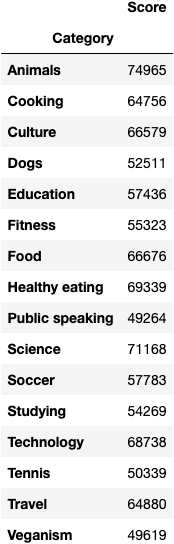 Score
Category
Animals 74965
Cooking 64756
Culture 66579
Dogs 52511
Education 57436
Fitness 55323
Food 66676
Healthy eating 69339
Public speaking 49264
Science 71168
Soccer 57783
Studying 54269
Technology 68738
Tennis 50339
Travel 64880
Veganism 49619